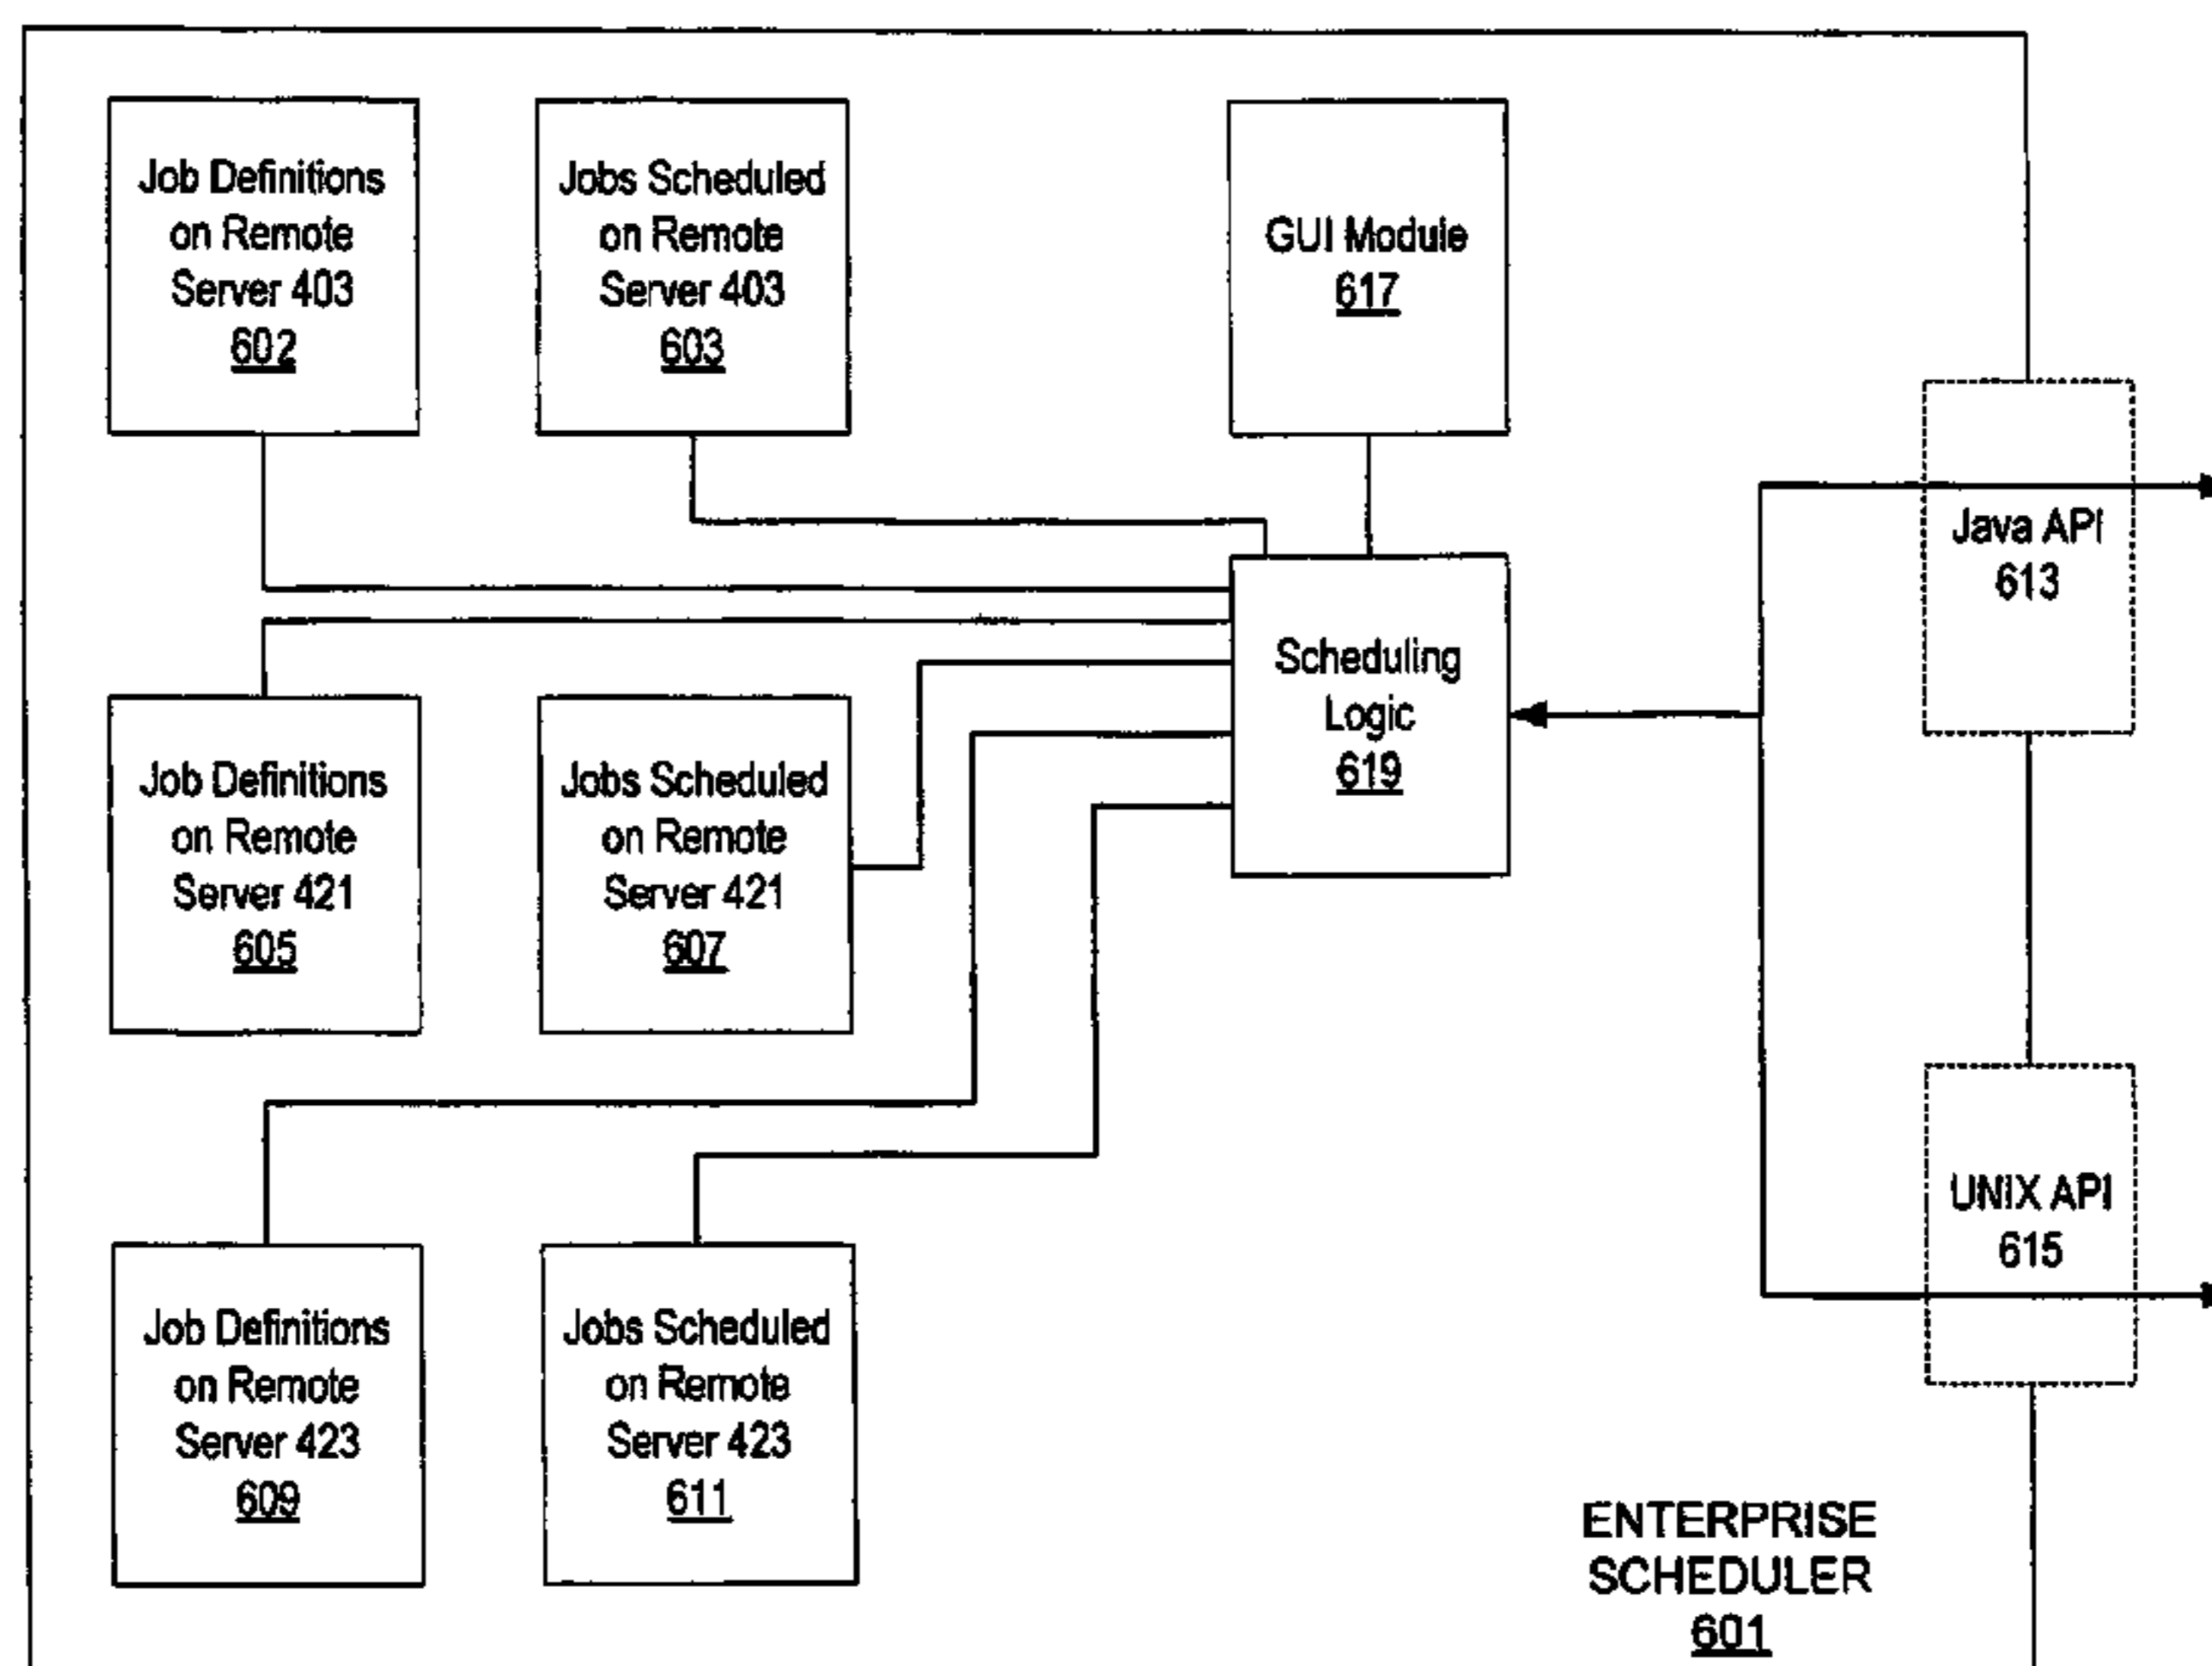 Job Definitions
on Remote
Server 403
602
Jobs Scheduled
on Remote
Server 403
603
GUI Module
617
Java API
613
Scheduling
Logic
619
Job Definitions
on Remote
Server 421
605
Jobs Scheduled
on Remote
Server 421
607
UNIX API
615
Job Definitions
on Remote
Server 423
609
Jobs Scheduled
on Remote
Server 423
611
ENTERPRISE
SCHEDULER
601